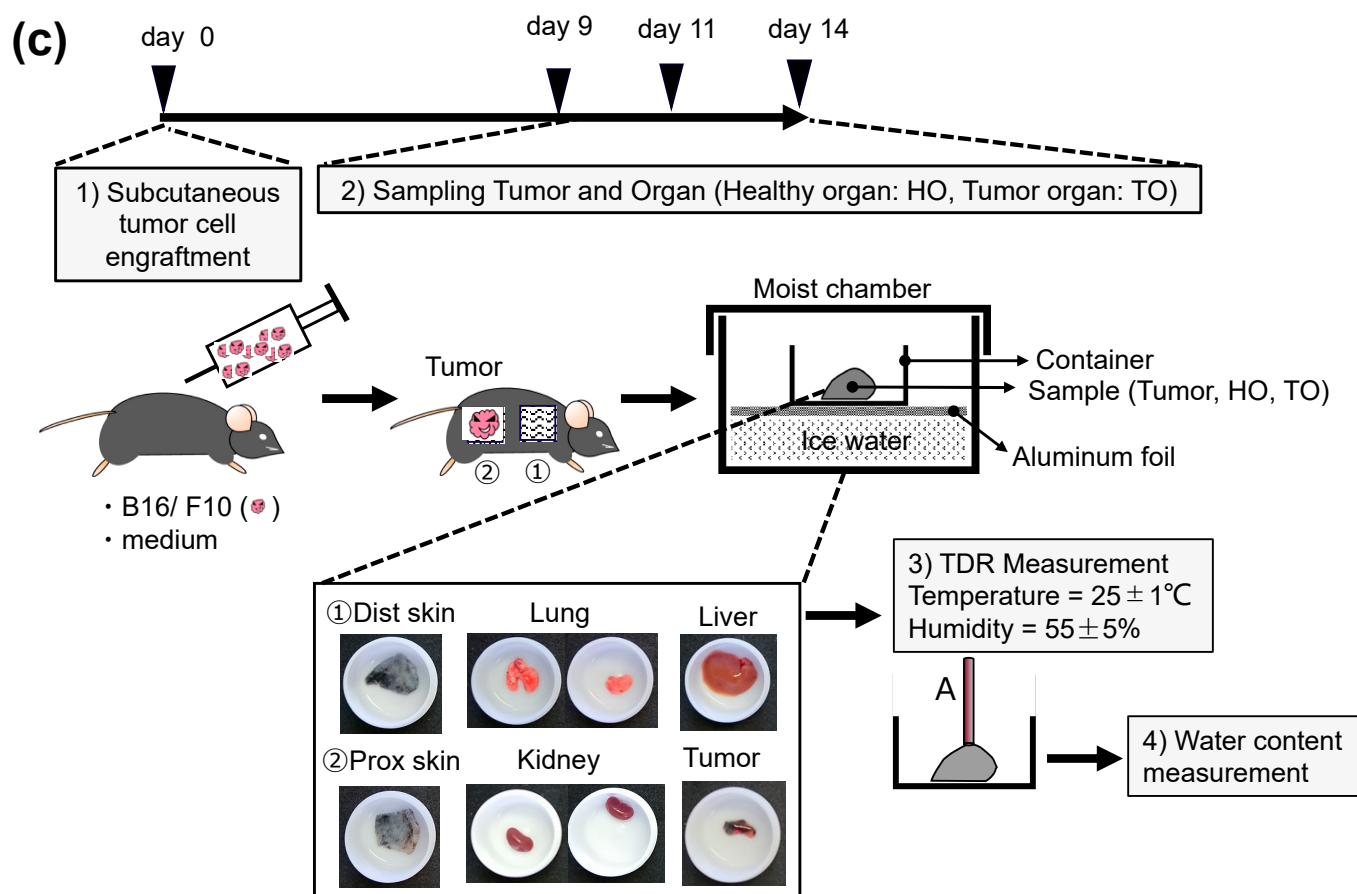 (c)
day 0
day 9
day 11
day 14
1) Subcutaneous
tumor cell
engraftment
2) Sampling Tumor and Organ (Healthy organ: HO, Tumor organ: TO)
Moist chamber
Tumor
Container
Sample (Tumor, HO, TO)
Ice water
Aluminum foil
② ①
・B16/ F10 ( )
・medium
3) TDR Measurement
Temperature = 25±1℃
Humidity = 55±5%
①Dist skin
Lung
Liver
A
②Prox skin
Kidney
Tumor
4) Water content
measurement